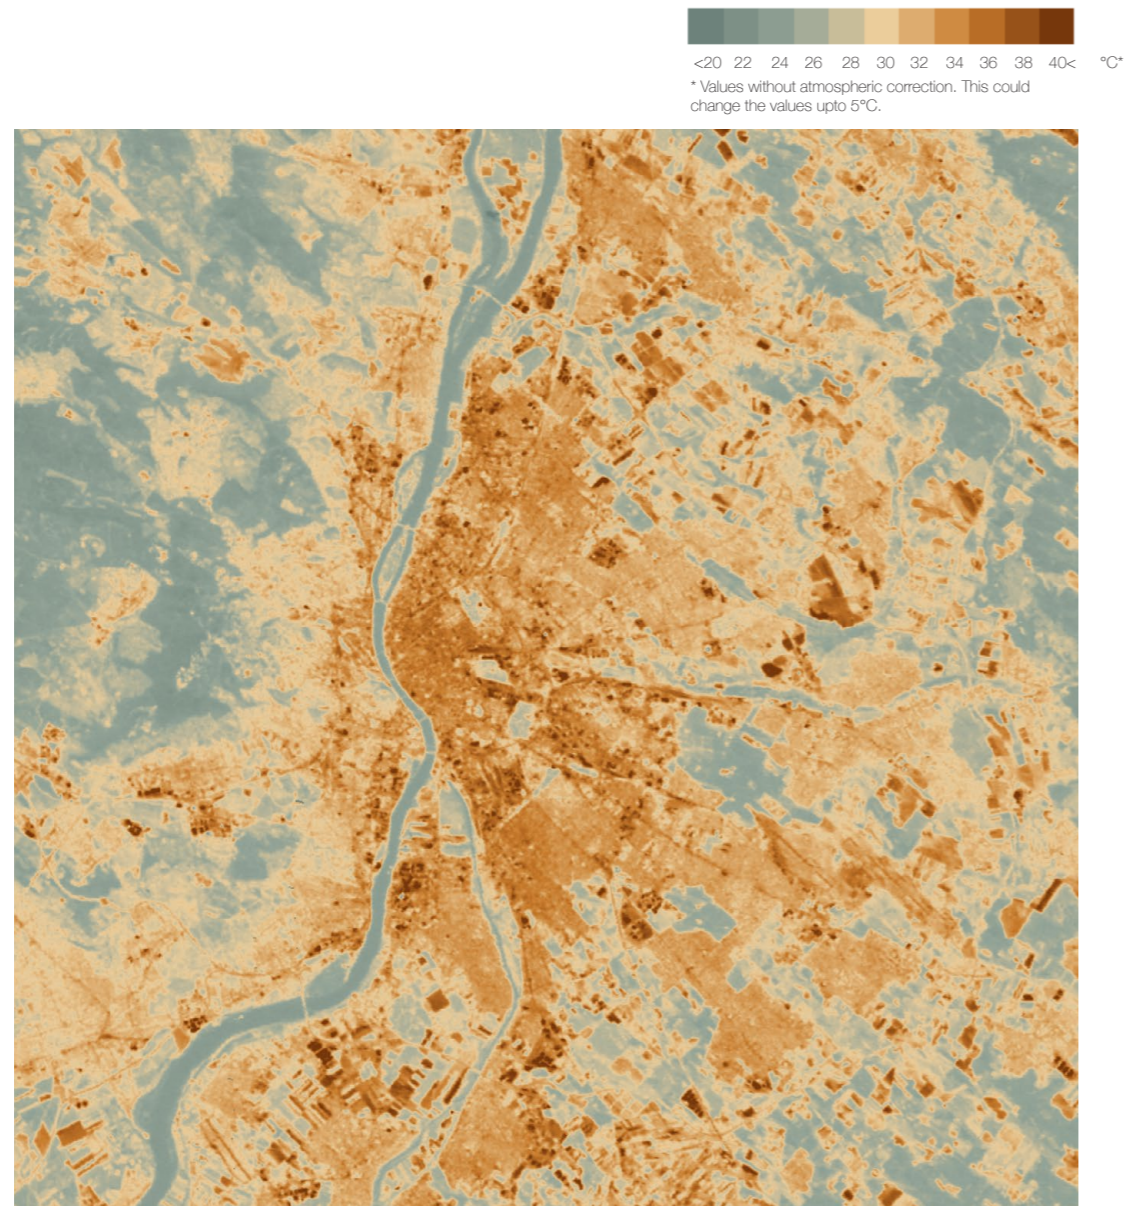 <20 22 24 26 28 30 32 34 36 38 40< °C*
* Values without atmospheric correction. This could
change the values upto 5°C.